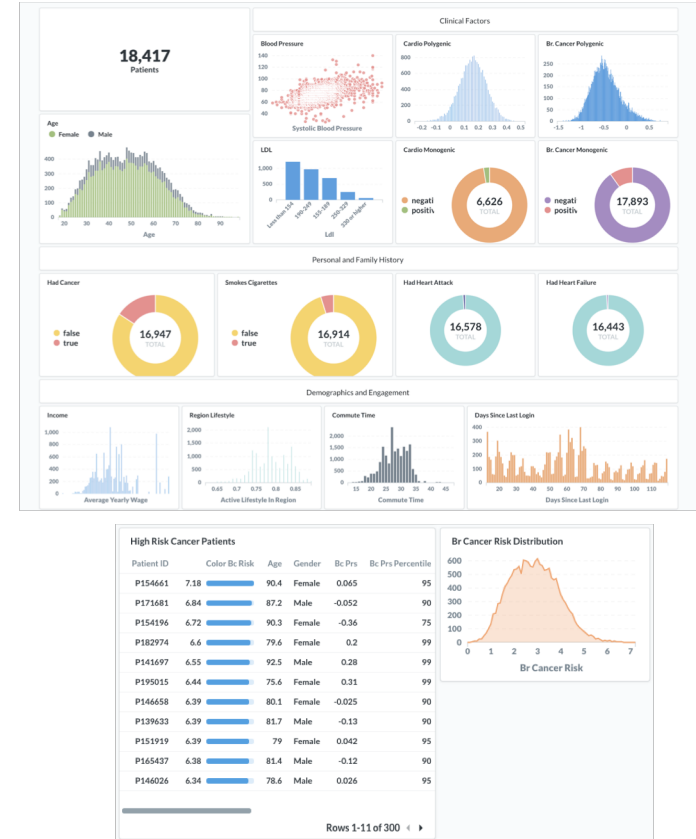 18,417
Patients
Clinical Factors
Blood Pressure
140
120
100
80
60
40
Systolic Blood Pressure
Cardio Polygenic
800
600
400
200
0
-0.2 -0.1 0 0.1 0.2 0.3 0.4 0.5
Br. Cancer Polygenic
250
200
150
100
50
0
-1.5 -1 -0.5 0 0.5
Age
Female Male
400
300
200
100
0
20 30 40 50 60 70 80 90
Age
LDL
1,000
500
0
Less than 154 190-249 155-189 250-329 330 or higher
Ldl
Cardio Monogenic
negati
positiv
6,626
TOTAL
Br. Cancer Monogenic
negati
positiv
17,893
TOTAL
Personal and Family History
Had Cancer
false
true
16,947
TOTAL
Smokes Cigarettes
false
true
16,914
TOTAL
Had Heart Attack
16,578
TOTAL
Had Heart Failure
16,443
TOTAL
Demographics and Engagement
Income
1,000
800
600
400
200
0
Average Yearly Wage
Region Lifestyle
2,000
1,500
1,000
500
0
0.65 0.7 0.75 0.8 0.85
Active Lifestyle In Region
Commute Time
2,000
1,500
1,000
500
0
15 20 25 30 35 40 45
Commute Time
Days Since Last Login
400
300
200
100
0
20 30 40 50 60 70 80 90 100 110
Days Since Last Login
High Risk Cancer Patients
Patient ID Color Bc Risk Age Gender Bc Prs Bc Prs Percentile
P154661 7.18 90.4 Female 0.065 95
P171681 6.84 87.2 Male -0.052 90
P154196 6.72 90.3 Female -0.36 75
P182974 6.6 79.6 Female 0.2 99
P141697 6.55 92.5 Male 0.28 99
P195015 6.44 75.6 Female 0.31 99
P146658 6.39 80.1 Female -0.025 90
P139633 6.39 81.7 Male -0.13 90
P151919 6.39 79 Female 0.042 95
P165437 6.38 81.4 Male -0.12 90
P146026 6.34 78.6 Male 0.026 95
Rows 1-11 of 300
Br Cancer Risk Distribution
600
500
400
300
200
100
0
0 1 2 3 4 5 6 7
Br Cancer Risk